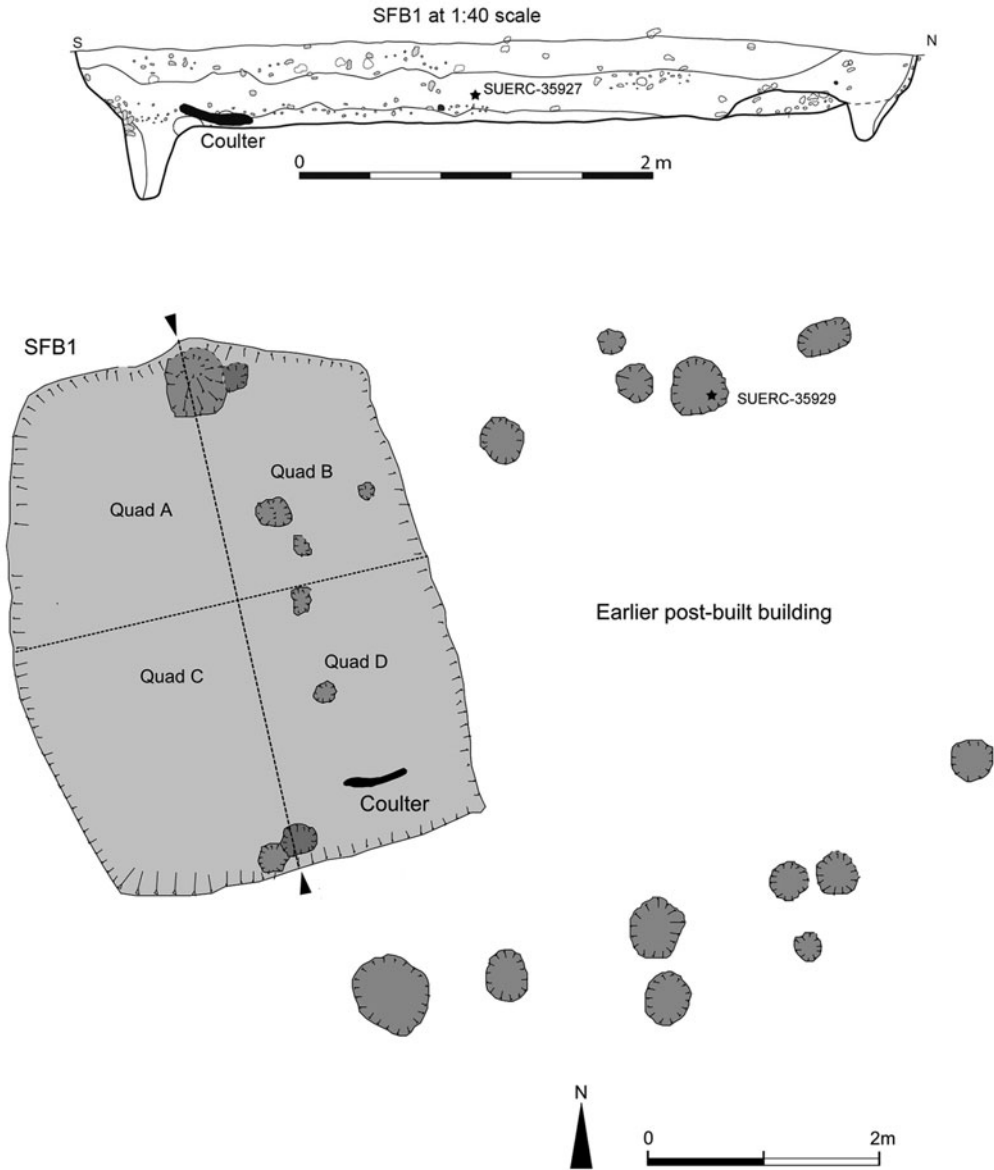 SFB1 at 1:40 scale
S
N
SUERC-35927
Coulter
0
2 m
SFB1
SUERC-35929
Quad B
Quad A
Earlier post-built building
Quad D
Quad C
Coulter
N
0
2m